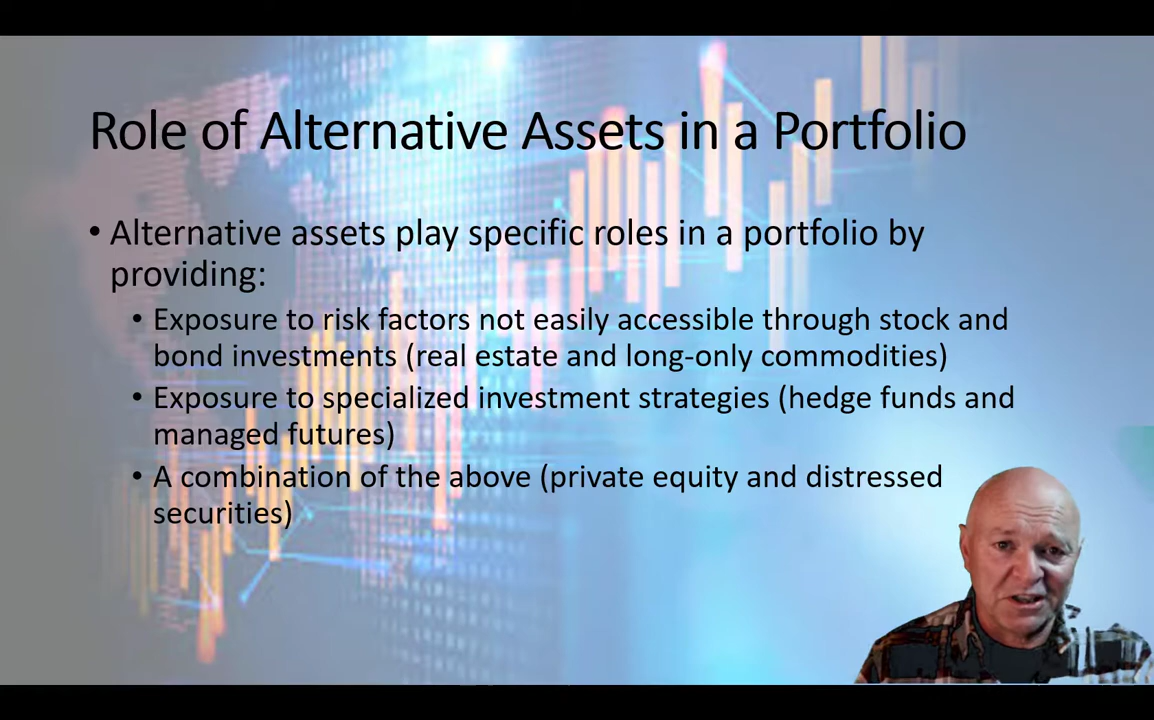 Role of Alternative Assets in a Portfolio
• Alternative assets play specific roles in a portfolio by
providing:
• Exposure to risk factors not easily accessible through stock and
bond investments (real estate and long-only commodities)
• Exposure to specialized investment strategies (hedge funds and
managed futures)
• A combination of the above (private equity and distressed
securities)